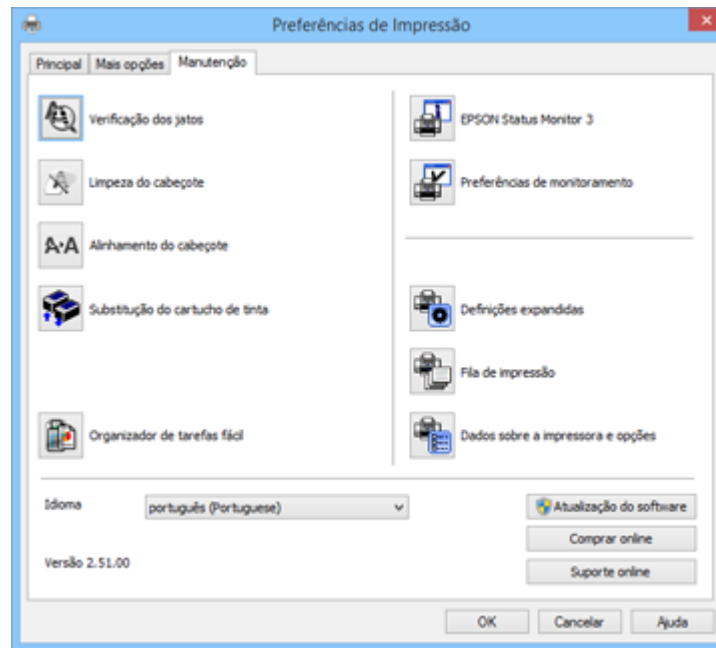 Preferências de Impressão
Principal
Mais opções
Manutenção
Verificação dos jatos
EPSON Status Monitor 3
Limpeza do cabeçote
Preferências de monitoramento
A·A
Alinhamento do cabeçote
Substituição do cartucho de tinta
Definições expandidas
Fila de impressão
Organizador de tarefas fácil
Dados sobre a impressora e opções
Idioma
português (Portuguese)
Atualização do software
Comprar online
Versão 2.51.00
Suporte online
OK
Cancelar
Ajuda